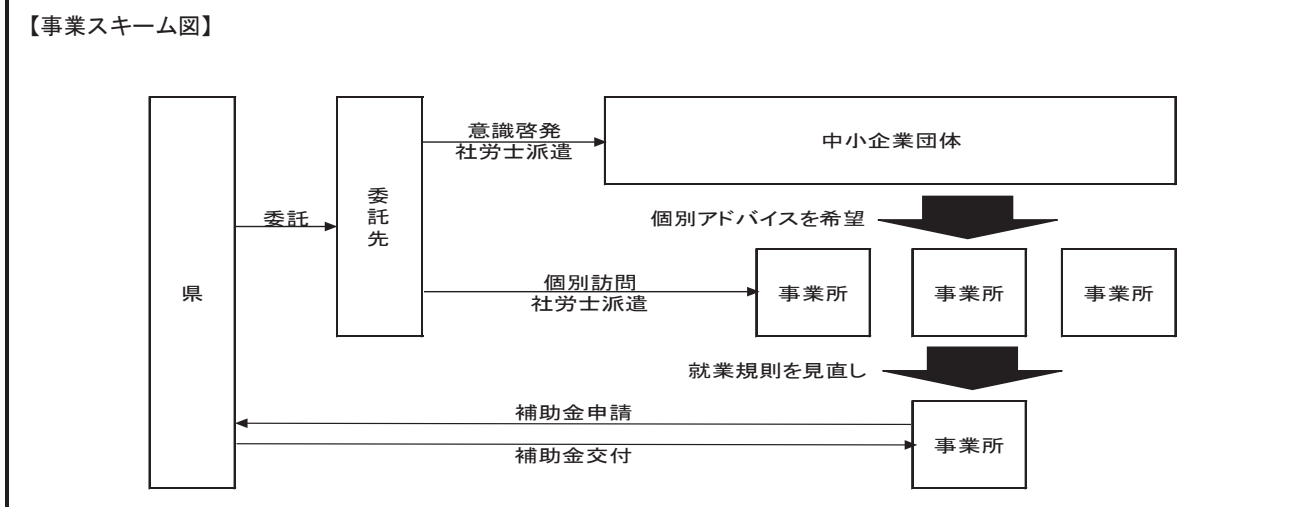 【事業スキーム図】
意識啓発
社労士派遣
中小企業団体
委託
委託先
個別アドバイスを希望
県
個別訪問
社労士派遣
事業所
事業所
事業所
就業規則を見直し
補助金申請
補助金交付
事業所